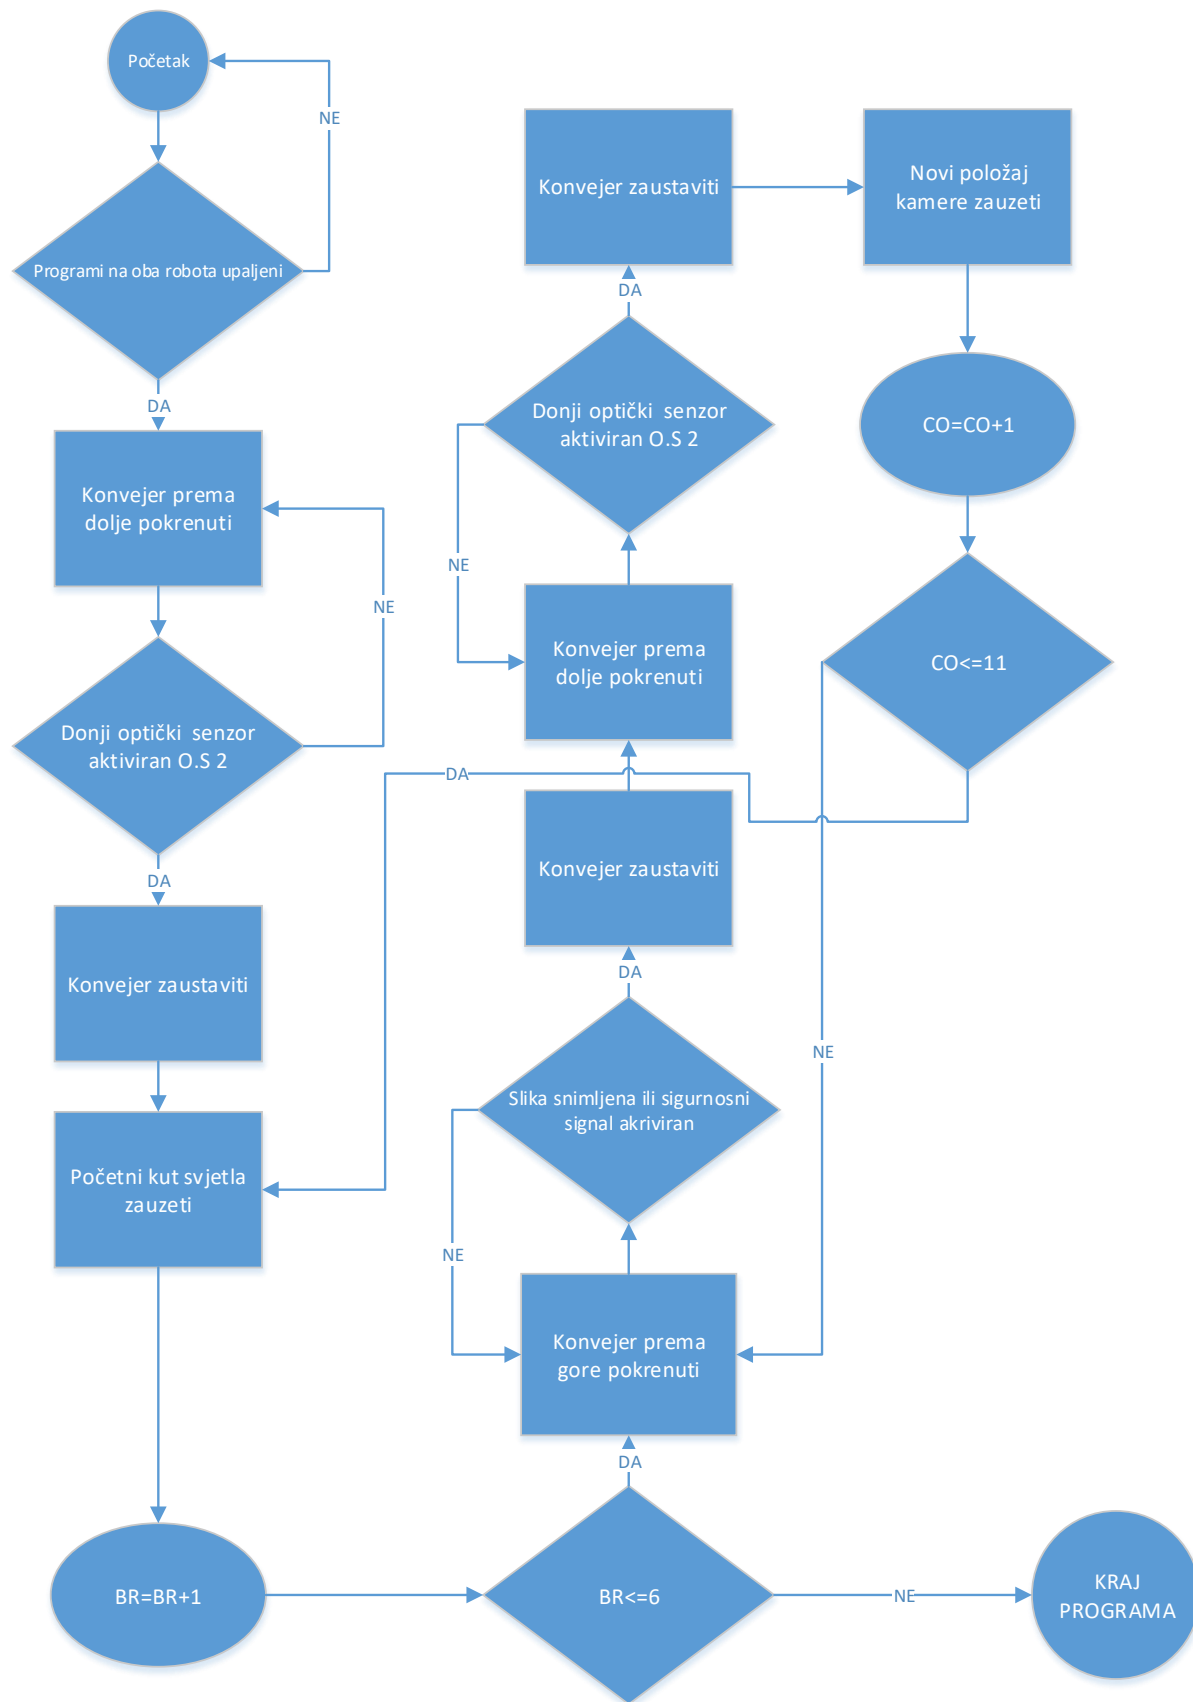 Početak
NE
Programi na oba robota upaljeni
DA
Konvejer prema
dolje pokrenuti
NE
Donji optički senzor
aktiviran O.S 2
DA
Konvejer zaustaviti
Početni kut svjetla
zauzeti
BR=BR+1
BR<=6
NE
KRAJ
PROGRAMA
DA
Konvejer prema
gore pokrenuti
NE
Slika snimljena ili sigurnosni
signal akriviran
DA
Konvejer zaustaviti
Konvejer prema
dolje pokrenuti
NE
Donji optički senzor
aktiviran O.S 2
DA
Konvejer zaustaviti
Novi položaj
kamere zauzeti
CO=CO+1
CO<=11
DA
NE